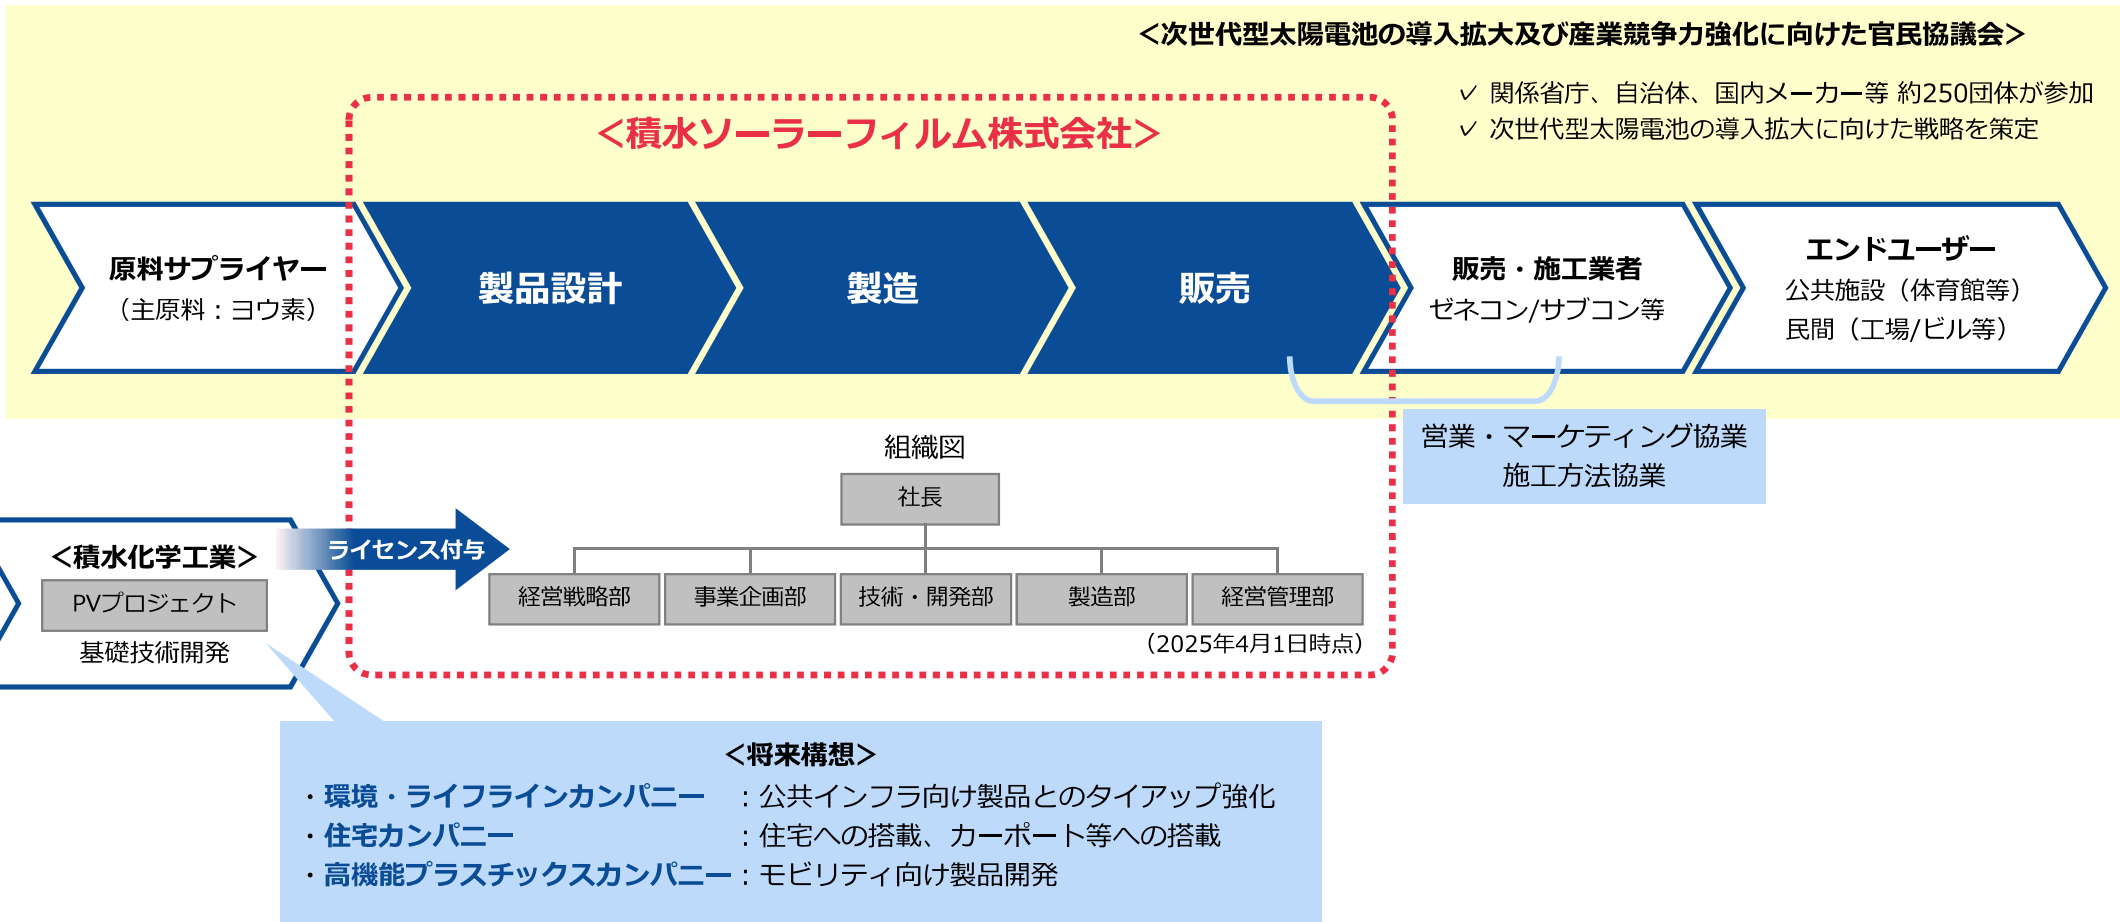 ＜次世代型太陽電池の導入拡大及び産業競争力強化に向けた官民協議会＞
✓ 関係省庁、自治体、国内メーカー等 約250団体が参加
✓ 次世代型太陽電池の導入拡大に向けた戦略を策定
＜積水ソーラーフィルム株式会社＞
原料サプライヤー
（主原料：ヨウ素）
製品設計
製造
販売
販売・施工業者
ゼネコン/サブコン等
エンドユーザー
公共施設（体育館等）
民間（工場/ビル等）
営業・マーケティング協業
施工方法協業
組織図
社長
経営戦略部
事業企画部
技術・開発部
製造部
経営管理部
（2025年4月1日時点）
＜積水化学工業＞
PVプロジェクト
基礎技術開発
ライセンス付与
＜将来構想＞
・環境・ライフラインカンパニー ：公共インフラ向け製品とのタイアップ強化
・住宅カンパニー ：住宅への搭載、カーポート等への搭載
・高機能プラスチックスカンパニー：モビリティ向け製品開発